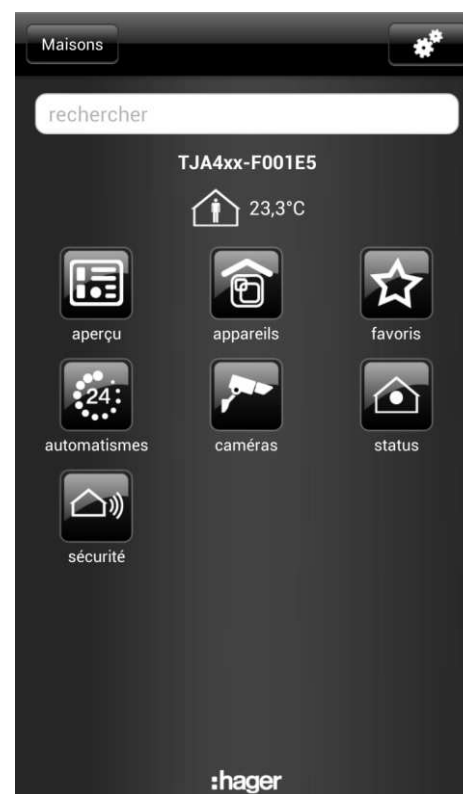 Maisons
rechercher
TJA4xx-F001E5
23,3°C
aperçu
appareils
favoris
24
automatismes
caméras
status
sécurité
:hager